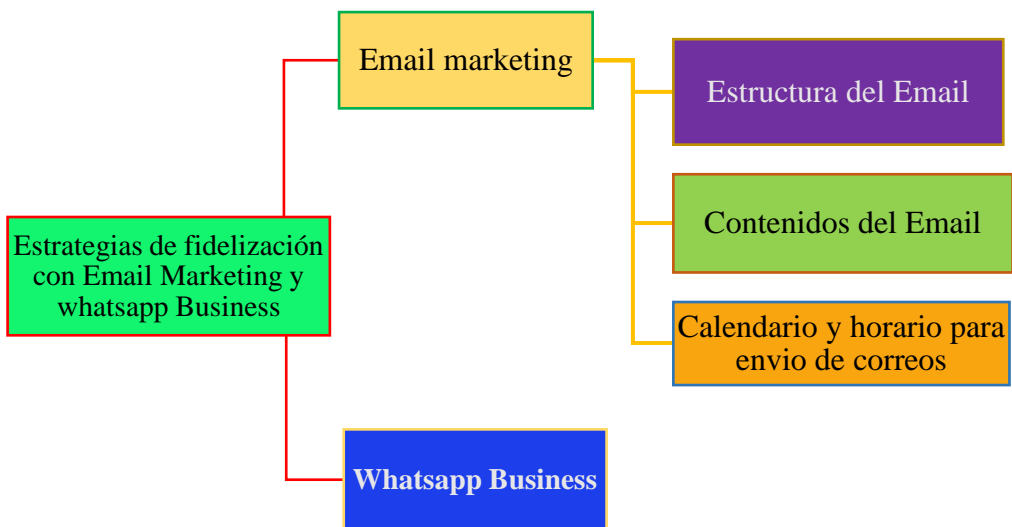 Email marketing
Estructura del Email
Contenidos del Email
Estrategias de fidelización
con Email Marketing y
whatsapp Business
Calendario y horario para
envio de correos
Whatsapp Business